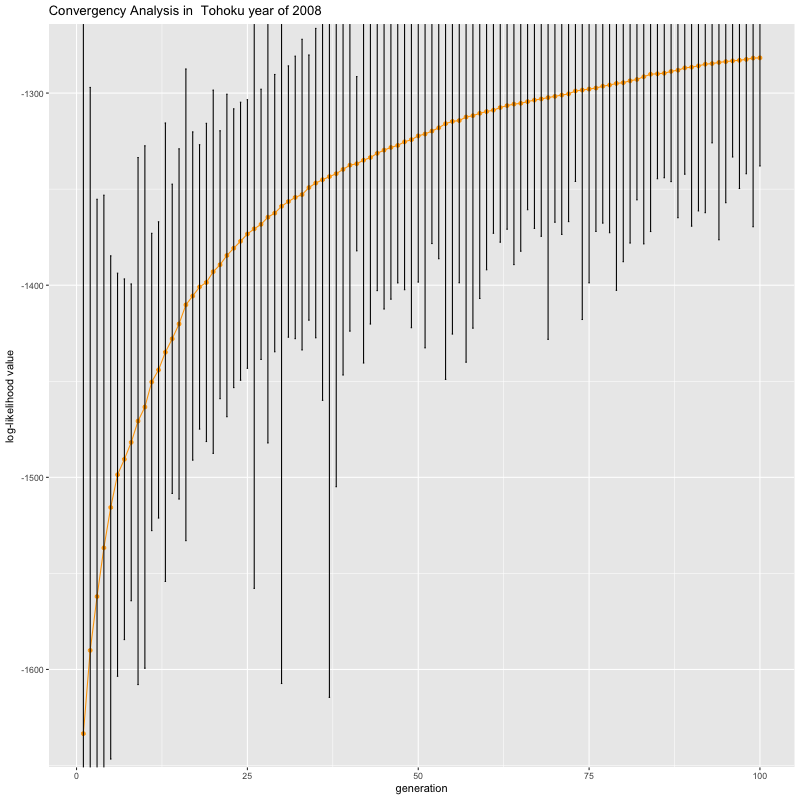 Convergency Analysis in  Tohoku year of 2008
log-likelihood value
-1300
-1400
-1500
-1600
0 25 50 75 100
generation